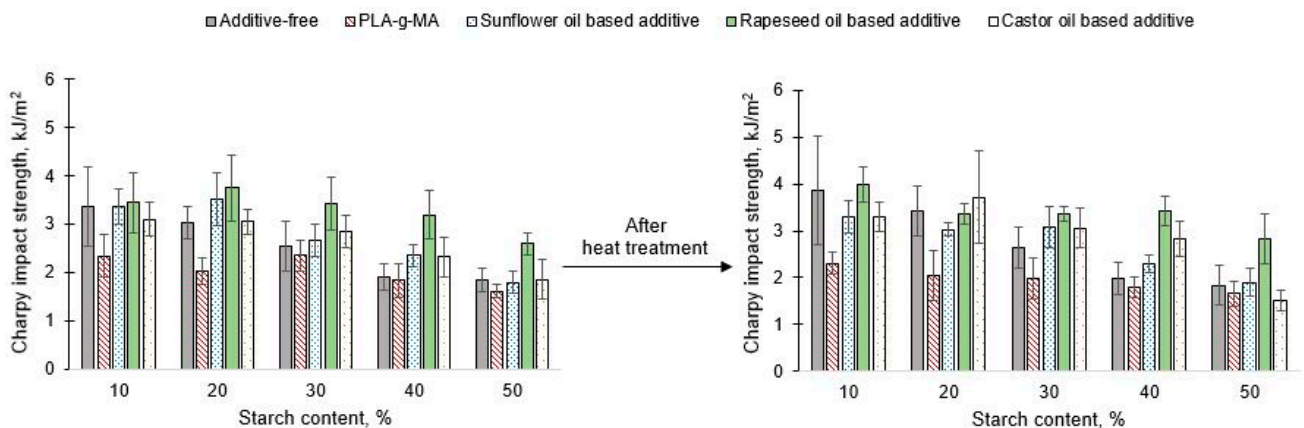 Additive-free PLA-g-MA Sunflower oil based additive Rapeseed oil based additive Castor oil based additive
Charpy impact strength, kJ/m²
6
5
4
3
2
1
0
10 20 30 40 50
Starch content, %
After
heat treatment
Charpy impact strength, kJ/m²
6
5
4
3
2
1
0
10 20 30 40 50
Starch content, %